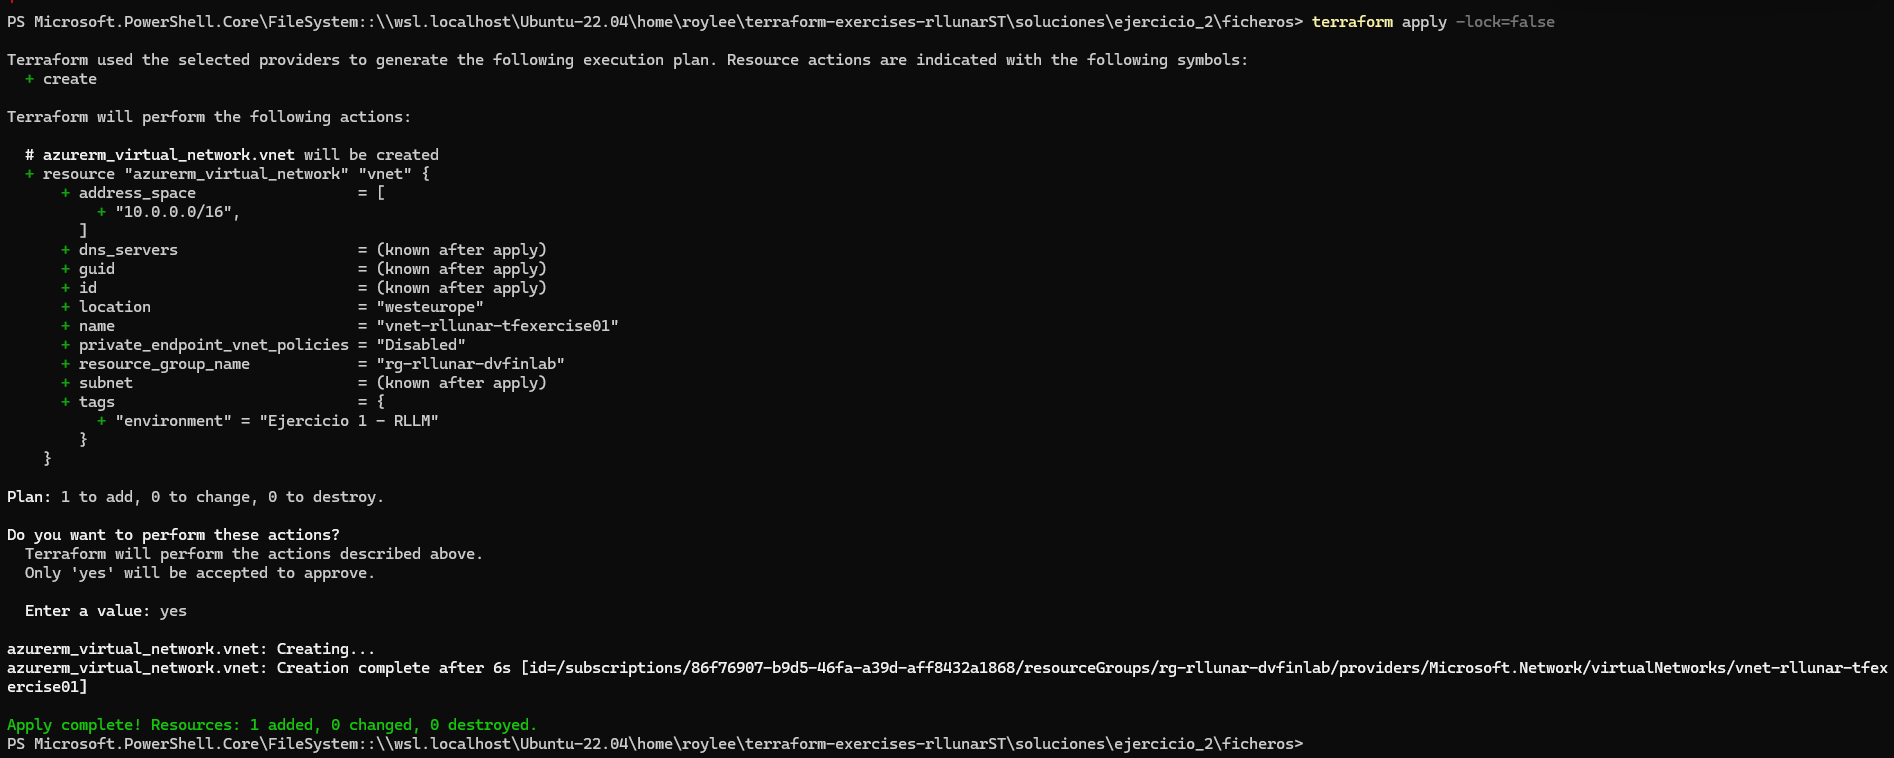 PS Microsoft.PowerShell.Core\FileSystem::\\wsl.localhost\Ubuntu-22.04\home\roylee\terraform-exercises-rllunarST\soluciones\ejercicio_2\ficheros> terraform apply -lock=false
Terraform used the selected providers to generate the following execution plan. Resource actions are indicated with the following symbols:
  + create
Terraform will perform the following actions:
  # azurerm_virtual_network.vnet will be created
  + resource "azurerm_virtual_network" "vnet" {
      + address_space                  = [
          + "10.0.0.0/16",
        ]
      + dns_servers                    = (known after apply)
      + guid                           = (known after apply)
      + id                             = (known after apply)
      + location                       = "westeurope"
      + name                           = "vnet-rllunar-tfexercise01"
      + private_endpoint_vnet_policies = "Disabled"
      + resource_group_name            = "rg-rllunar-dvfinlab"
      + subnet                         = (known after apply)
      + tags                           = {
          + "environment" = "Ejercicio 1 - RLLM"
        }
    }
Plan: 1 to add, 0 to change, 0 to destroy.
Do you want to perform these actions?
  Terraform will perform the actions described above.
  Only 'yes' will be accepted to approve.
  Enter a value: yes
azurerm_virtual_network.vnet: Creating...
azurerm_virtual_network.vnet: Creation complete after 6s [id=/subscriptions/86f76907-b9d5-46fa-a39d-aff8432a1868/resourceGroups/rg-rllunar-dvfinlab/providers/Microsoft.Network/virtualNetworks/vnet-rllunar-tfex
ercise01]
Apply complete! Resources: 1 added, 0 changed, 0 destroyed.
PS Microsoft.PowerShell.Core\FileSystem::\\wsl.localhost\Ubuntu-22.04\home\roylee\terraform-exercises-rllunarST\soluciones\ejercicio_2\ficheros>